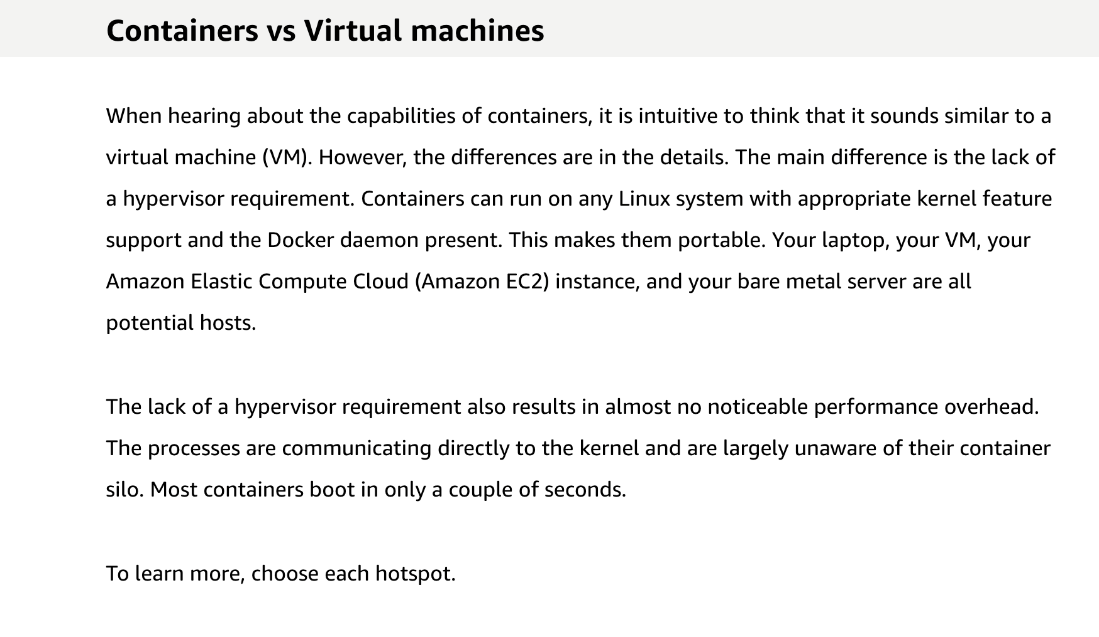 Containers vs Virtual machines
When hearing about the capabilities of containers, it is intuitive to think that it sounds similar to a
virtual machine (VM). However, the differences are in the details. The main difference is the lack of
a hypervisor requirement. Containers can run on any Linux system with appropriate kernel feature
support and the Docker daemon present. This makes them portable. Your laptop, your VM, your
Amazon Elastic Compute Cloud (Amazon EC2) instance, and your bare metal server are all
potential hosts.
The lack of a hypervisor requirement also results in almost no noticeable performance overhead.
The processes are communicating directly to the kernel and are largely unaware of their container
silo. Most containers boot in only a couple of seconds.
To learn more, choose each hotspot.